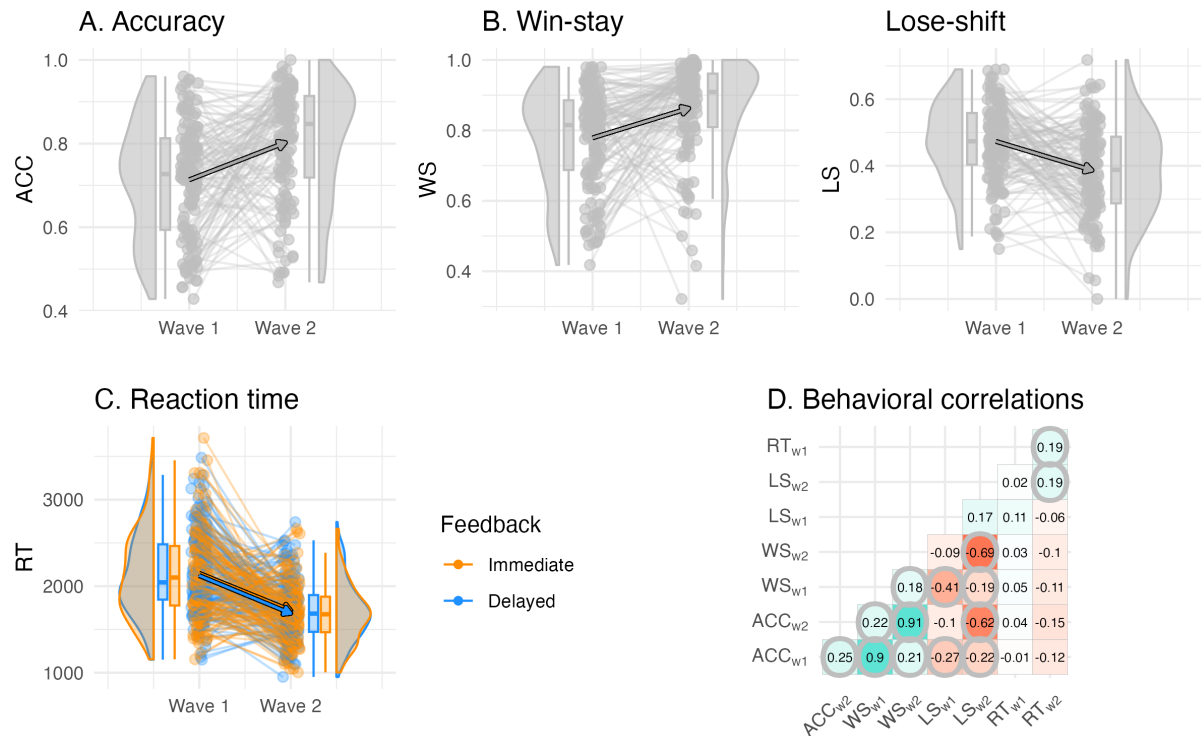 A. Accuracy
ACC
1.0
0.8
0.6
0.4
Wave 1 Wave 2
B. Win-stay
WS
1.0
0.8
0.6
0.4
Wave 1 Wave 2
Lose-shift
LS
0.6
0.4
0.2
0.0
Wave 1 Wave 2
C. Reaction time
RT
3000
2000
1000
Wave 1 Wave 2
Feedback
Immediate
Delayed
D. Behavioral correlations
RTw1 0.19
LSw2 0.02 0.19
LSw1 0.17 0.11 -0.06
WSw2 -0.09 -0.69 0.03 -0.1
WSw1 0.18 -0.41 -0.19 0.05 -0.11
ACCw2 0.22 0.91 -0.1 -0.62 0.04 -0.15
ACCw1 0.25 0.9 0.21 -0.27 -0.22 -0.01 -0.12
ACCw2 WSw1 WSw2 LSw1 LSw2 RTw1 RTw2